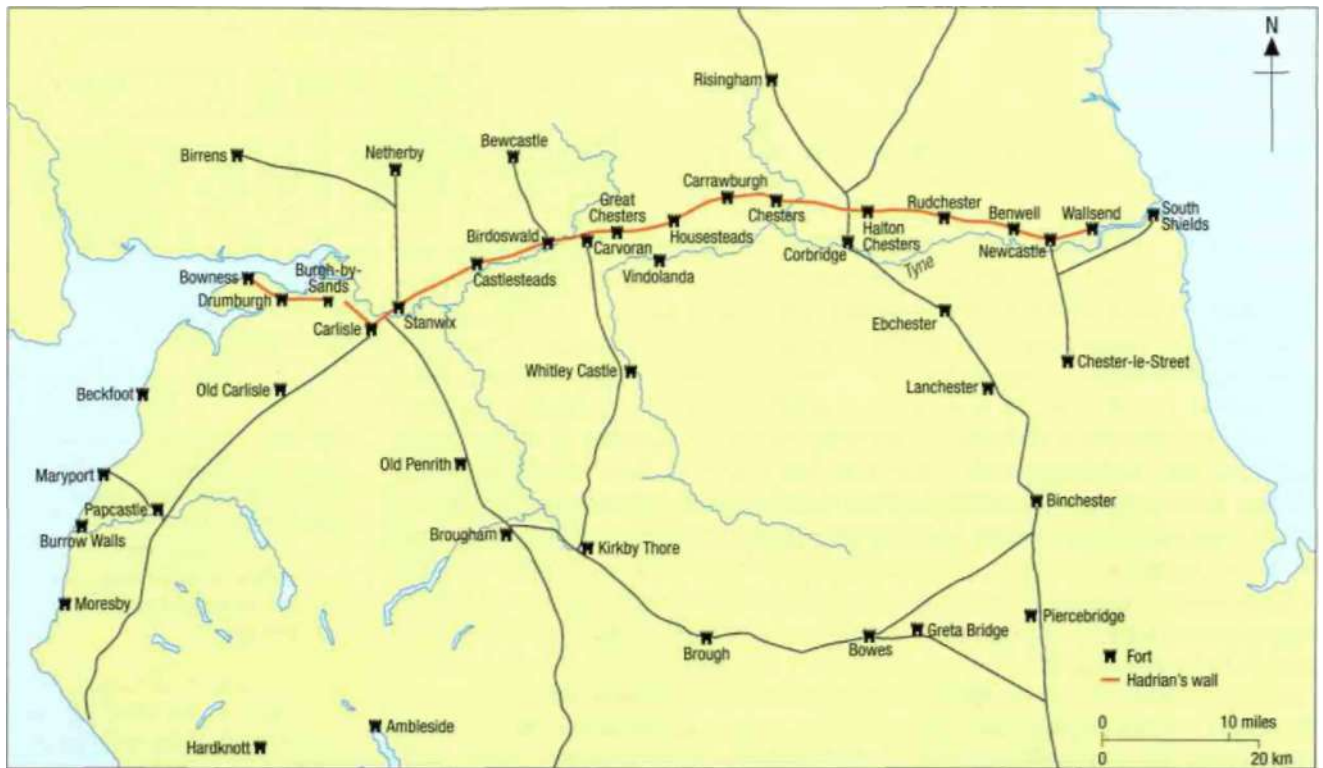 N
Risingham
Birrens
Netherby
Bewcastle
Carrawburgh
Great
Chesters
Chesters
Rudchester
Benwell
Wallsend
South
Shields
Birdoswald
Carvoran
Housesteads
Halton
Chesters
Corbridge
Newcastle
Tyne
Bowness
Burgh-by-
Sands
Castlesteads
Vindolanda
Drumburgh
Carlisle
Stanwix
Ebchester
Chester-le-Street
Whitley Castle
Beckfoot
Old Carlisle
Lanchester
Maryport
Old Penrith
Papcastle
Burrow Walls
Brougham
Kirkby Thore
Binchester
Moresby
Piercebridge
Greta Bridge
Brough
Bowes
Fort
Hadrian's wall
Ambleside
Hardknott
0 10 miles
0 20 km